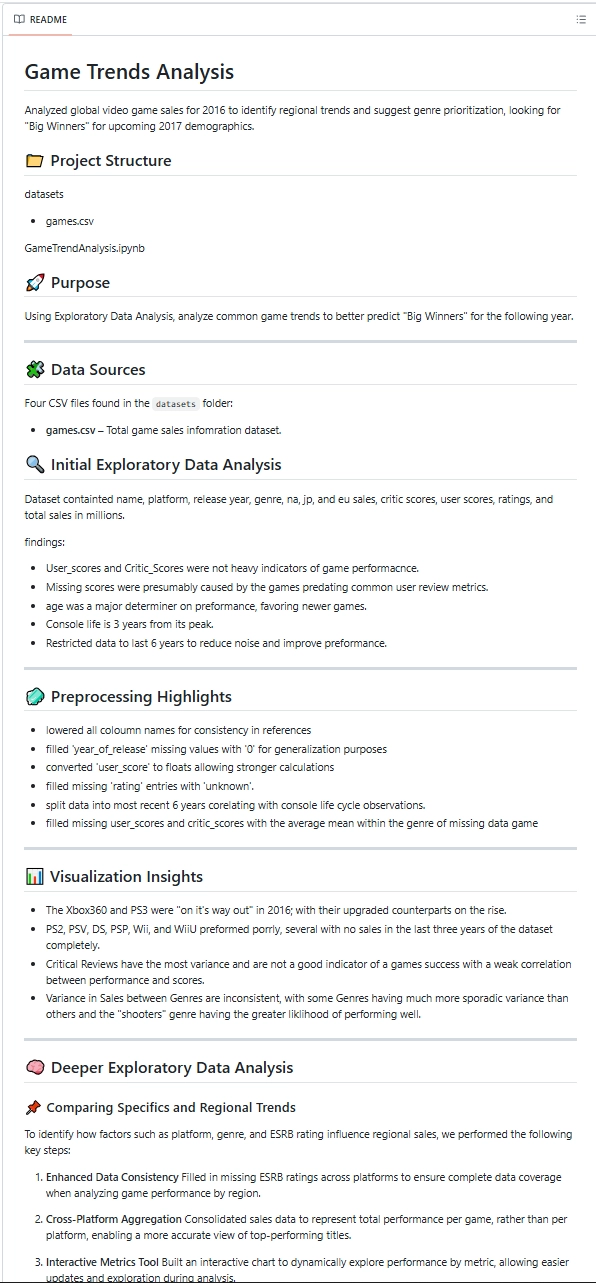 README
Game Trends Analysis
Analyzed global video game sales for 2016 to identify regional trends and suggest genre prioritization, looking for
"Big Winners" for upcoming 2017 demographics.
Project Structure
datasets
• games.csv
GameTrendAnalysis.ipynb
Purpose
Using Exploratory Data Analysis, analyze common game trends to better predict "Big Winners" for the following year.
Data Sources
Four CSV files found in the datasets folder:
• games.csv – Total game sales infomration dataset.
Initial Exploratory Data Analysis
Dataset containted name, platform, release year, genre, na, jp, and eu sales, critic scores, user scores, ratings, and
total sales in millions.
findings:
• User_scores and Critic_Scores were not heavy indicators of game performacnce.
• Missing scores were presumably caused by the games predating common user review metrics.
• age was a major determiner on preformance, favoring newer games.
• Console life is 3 years from its peak.
• Restricted data to last 6 years to reduce noise and improve preformance.
Preprocessing Highlights
• lowered all coloumn names for consistency in references
• filled 'year_of_release' missing values with '0' for generalization purposes
• converted 'user_score' to floats allowing stronger calculations
• filled missing 'rating' entries with 'unknown'.
• split data into most recent 6 years corelating with console life cycle observations.
• filled missing user_scores and critic_scores with the average mean within the genre of missing data game
Visualization Insights
• The Xbox360 and PS3 were "on it's way out" in 2016; with their upgraded counterparts on the rise.
• PS2, PSV, DS, PSP, Wii, and WiiU preformed porrly, several with no sales in the last three years of the dataset
completely.
• Critical Reviews have the most variance and are not a good indicator of a games success with a weak correlation
between performance and scores.
• Variance in Sales between Genres are inconsistent, with some Genres having much more sporadic variance than
others and the "shooters" genre having the greater liklihood of performing well.
Deeper Exploratory Data Analysis
Comparing Specifics and Regional Trends
To identify how factors such as platform, genre, and ESRB rating influence regional sales, we performed the following
key steps:
1. Enhanced Data Consistency Filled in missing ESRB ratings across platforms to ensure complete data coverage
when analyzing game performance by region.
2. Cross-Platform Aggregation Consolidated sales data to represent total performance per game, rather than per
platform, enabling a more accurate view of top-performing titles.
3. Interactive Metrics Tool Built an interactive chart to dynamically explore performance by metric, allowing easier
updates and exploration during analysis.